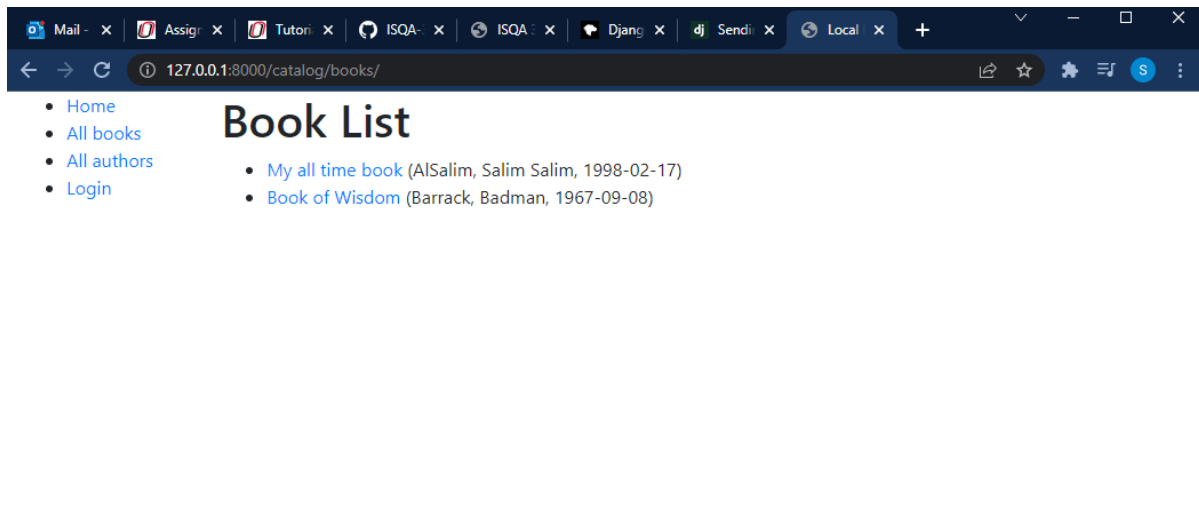 Mail -
Assigr
Tutori
ISQA-
ISQA
Djang
Sendi
Local
127.0.0.1:8000/catalog/books/
S
Home
All books
All authors
Login
Book List
My all time book (AlSalim, Salim Salim, 1998-02-17)
Book of Wisdom (Barrack, Badman, 1967-09-08)